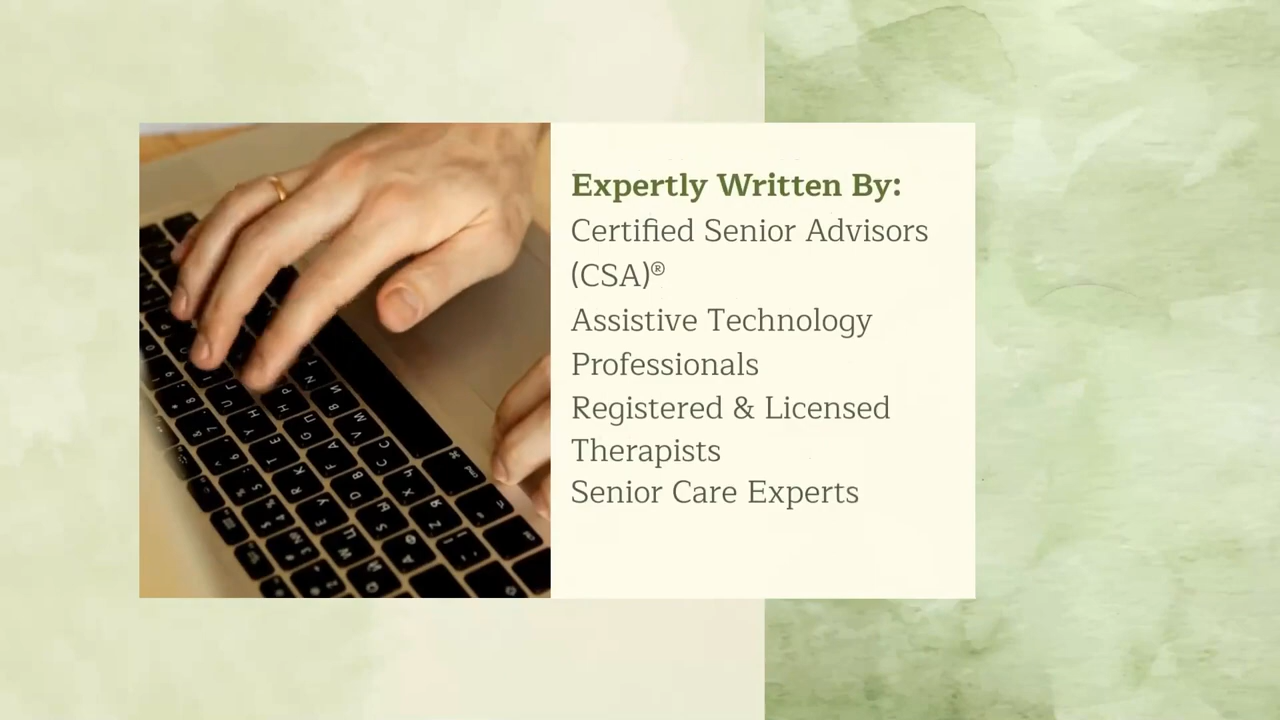 Expertly Written By:
Certified Senior Advisors
(CSA)®
Assistive Technology
Professionals
Registered & Licensed
Therapists
Senior Care Experts